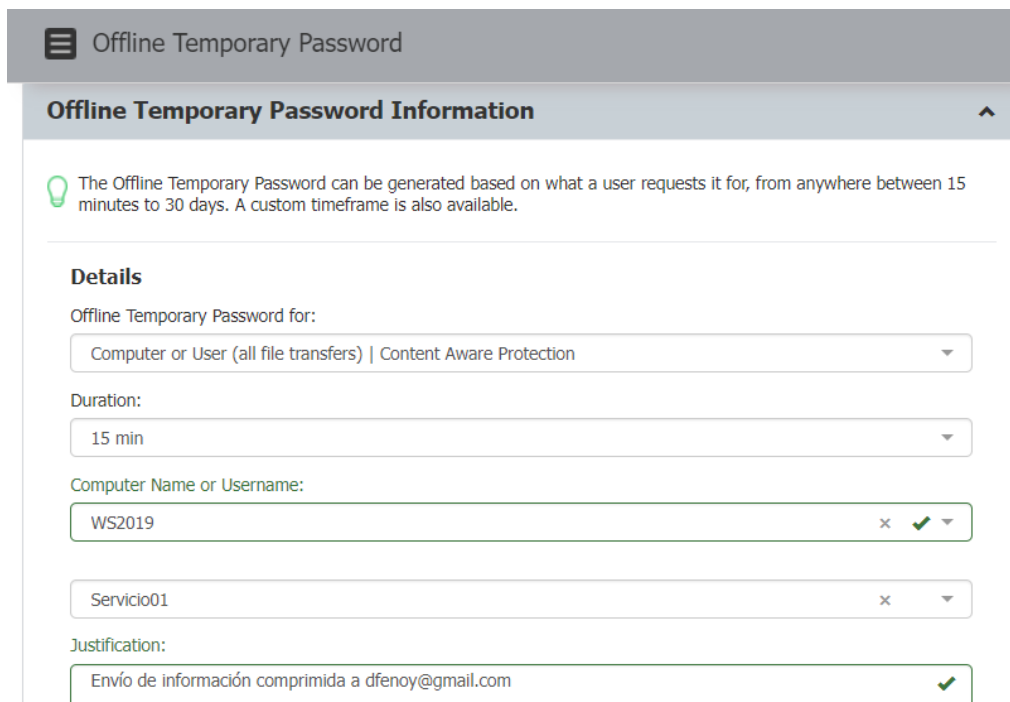 Offline Temporary Password
Offline Temporary Password Information
The Offline Temporary Password can be generated based on what a user requests it for, from anywhere between 15
minutes to 30 days. A custom timeframe is also available.
Details
Offline Temporary Password for:
Computer or User (all file transfers) | Content Aware Protection
Duration:
15 min
Computer Name or Username:
WS2019
Servicio01
Justification:
Envío de información comprimida a dfenoy@gmail.com